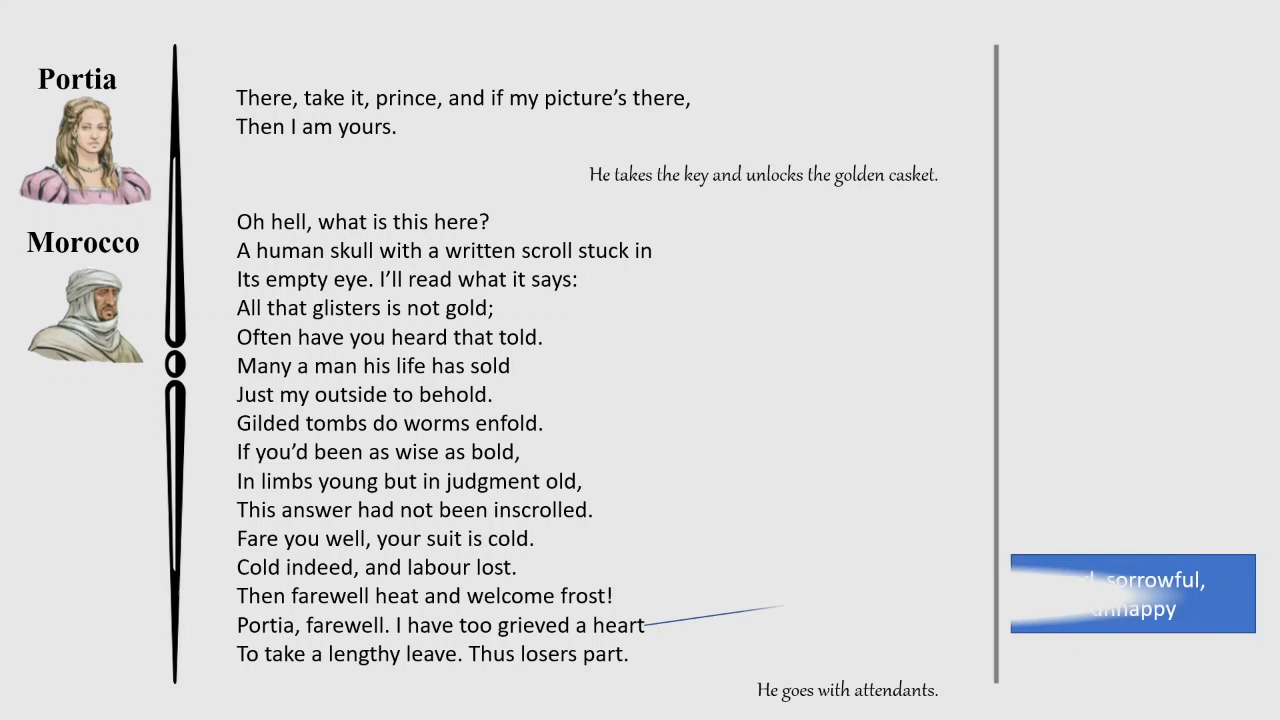 Portia
There, take it, prince, and if my picture’s there,
Then I am yours.
He takes the key and unlocks the golden casket.
Morocco
Oh hell, what is this here?
A human skull with a written scroll stuck in
Its empty eye. I’ll read what it says:
All that glisters is not gold;
Often have you heard that told.
Many a man his life has sold
Just my outside to behold.
Gilded tombs do worms enfold.
If you’d been as wise as bold,
In limbs young but in judgment old,
This answer had not been inscrolled.
Fare you well, your suit is cold.
Cold indeed, and labour lost.
Then farewell heat and welcome frost!
Portia, farewell. I have too grieved a heart
To take a lengthy leave. Thus losers part.
He goes with attendants.
sorrowful,
unhappy